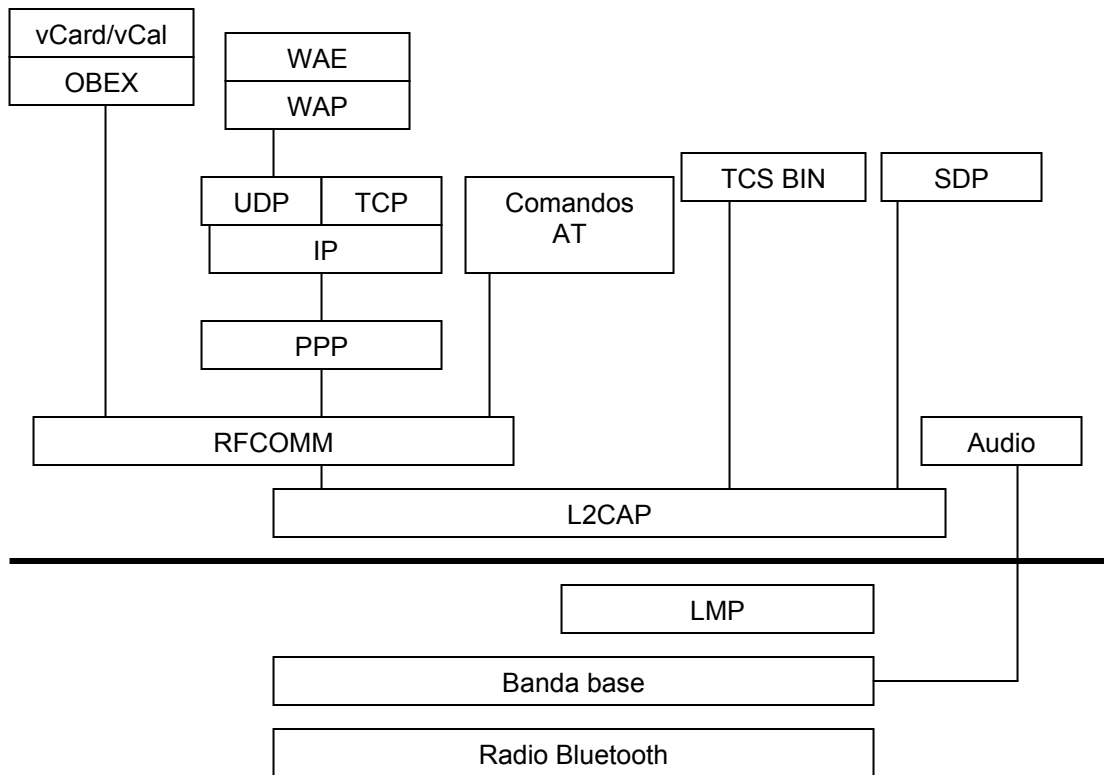 vCard/vCal
OBEX
WAE
WAP
UDP
TCP
IP
Comandos
AT
TCS BIN
SDP
PPP
RFCOMM
Audio
L2CAP
LMP
Banda base
Radio Bluetooth